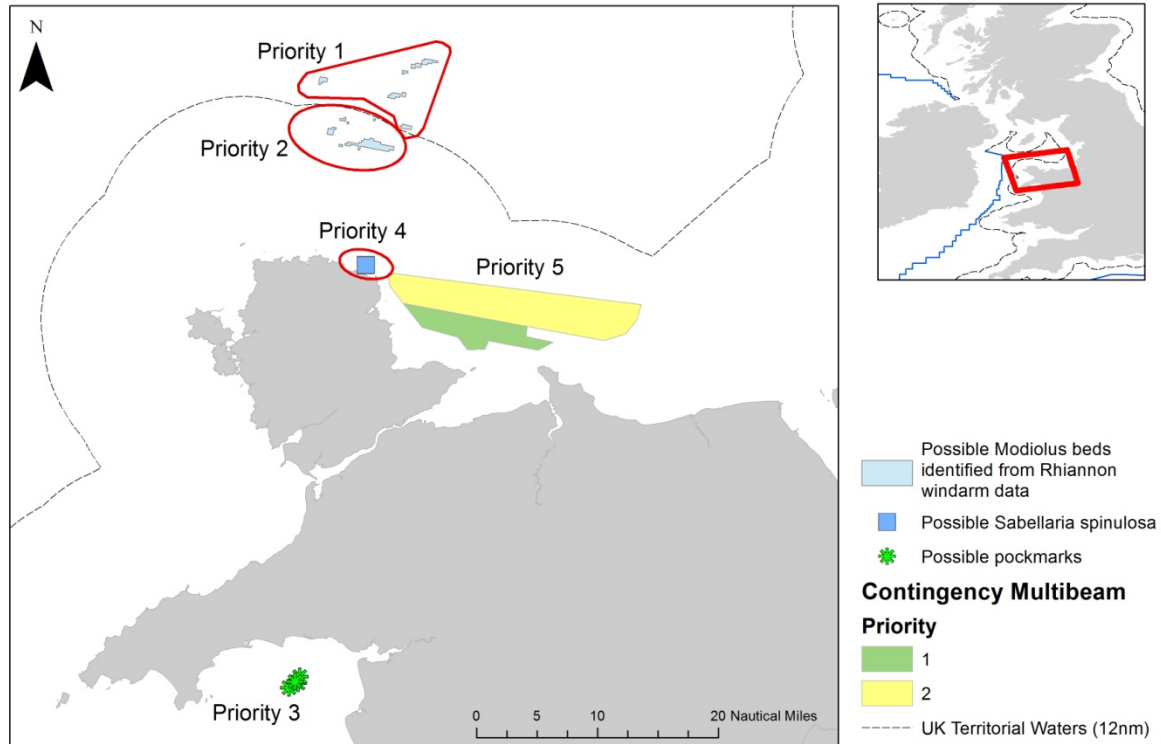 N
Priority 1
Priority 2
Priority 4
Priority 5
Priority 3
0 5 10 20 Nautical Miles
Possible Modiolus beds
identified from Rhiannon
windarm data
Possible Sabellaria spinulosa
Possible pockmarks
Contingency Multibeam
Priority
1
2
UK Territorial Waters (12nm)